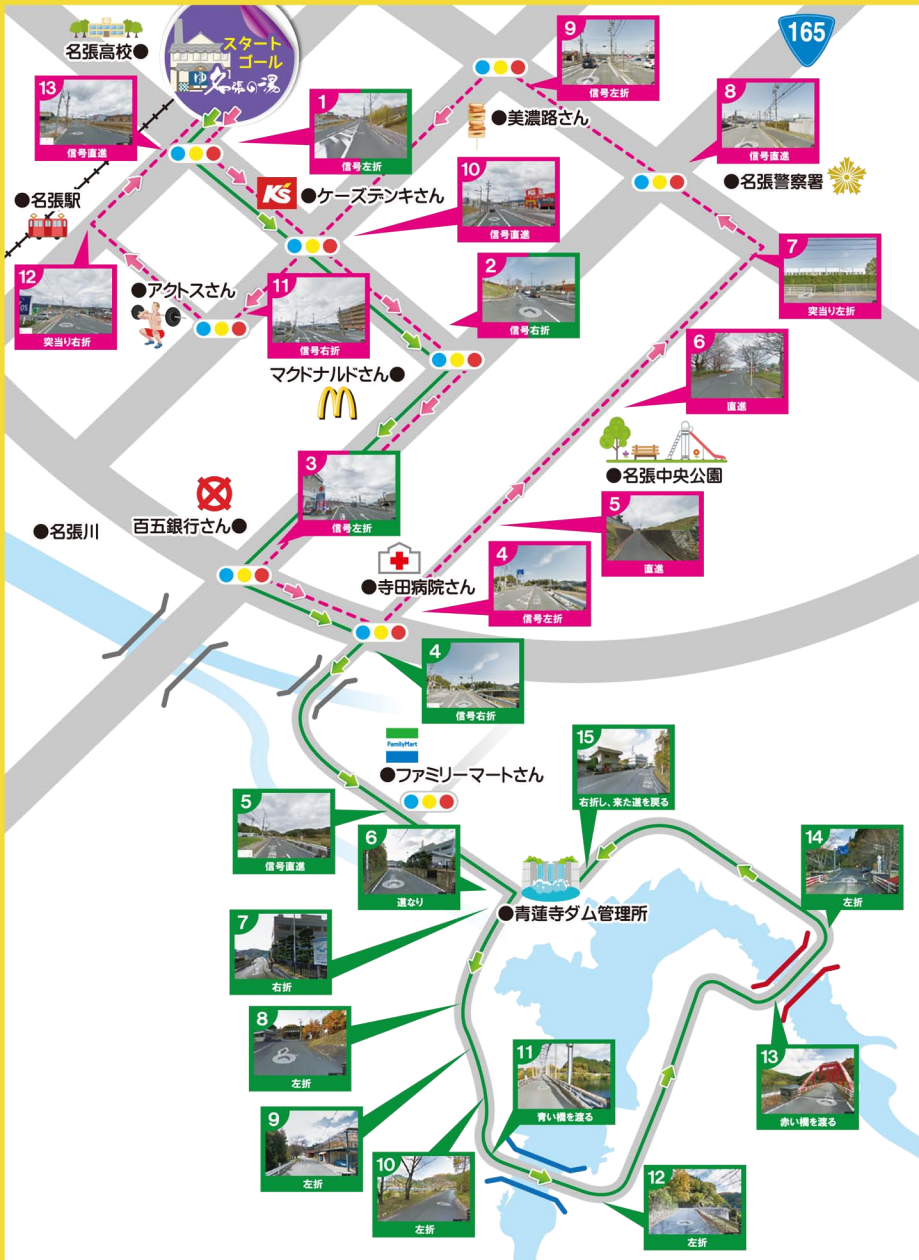 名張高校●
スタート
ゴール
ゆ 名張の湯
165
13
信号直進
1
信号左折
9
信号左折
●美濃路さん
8
信号直進
●名張警察署
●名張駅
K's
●ケーズデンキさん
10
信号直進
12
突当り右折
●アクトスさん
11
信号右折
2
信号右折
7
突当り左折
マクドナルドさん●
6
直進
●名張中央公園
3
信号左折
百五銀行さん●
●名張川
5
直進
●寺田病院さん
4
信号左折
4
信号右折
FamilyMart
●ファミリーマートさん
15
右折し、来た道を戻る
5
信号直進
6
道なり
14
左折
●青蓮寺ダム管理所
7
右折
8
左折
11
青い橋を渡る
13
赤い橋を渡る
9
左折
10
左折
12
左折